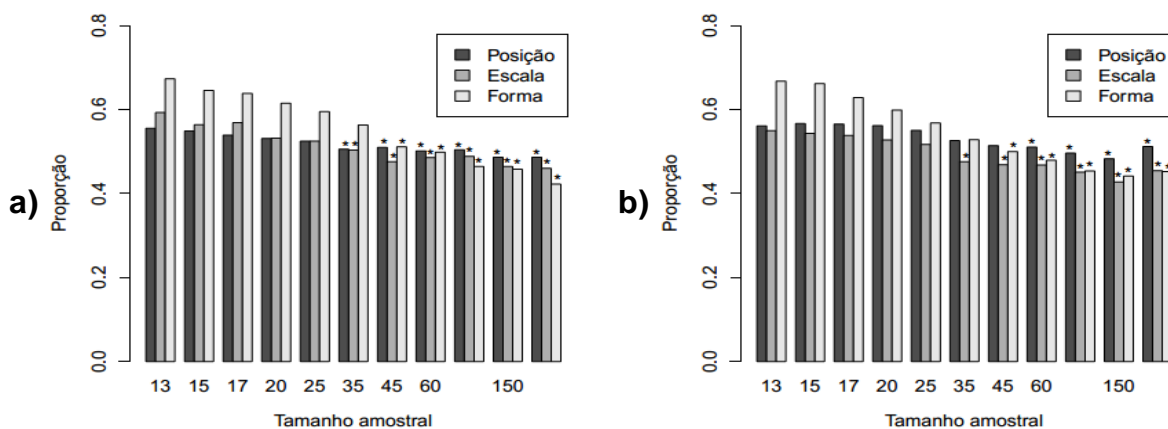 a)
Proporção
0.8
0.6
0.4
0.2
0.0
Posição
Escala
Forma
* * * * * * * * * * * * * * * * *
13 15 17 20 25 35 45 60 150
Tamanho amostral
b)
Proporção
0.8
0.6
0.4
0.2
0.0
Posição
Escala
Forma
* * * * * * * * * * * * * * *
13 15 17 20 25 35 45 60 150
Tamanho amostral